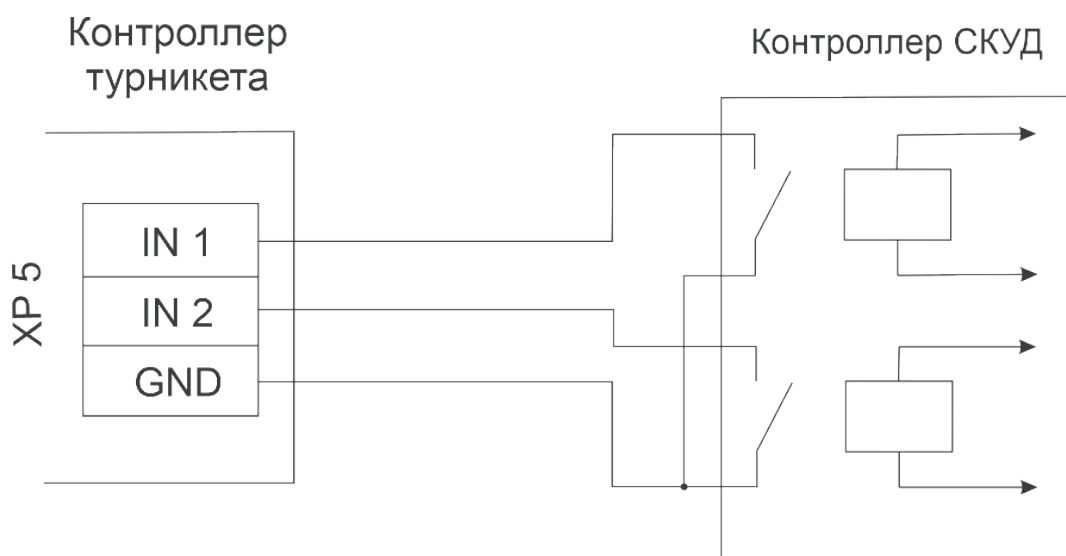 Контроллер
турникета
Контроллер СКУД
XP 5
IN 1
IN 2
GND